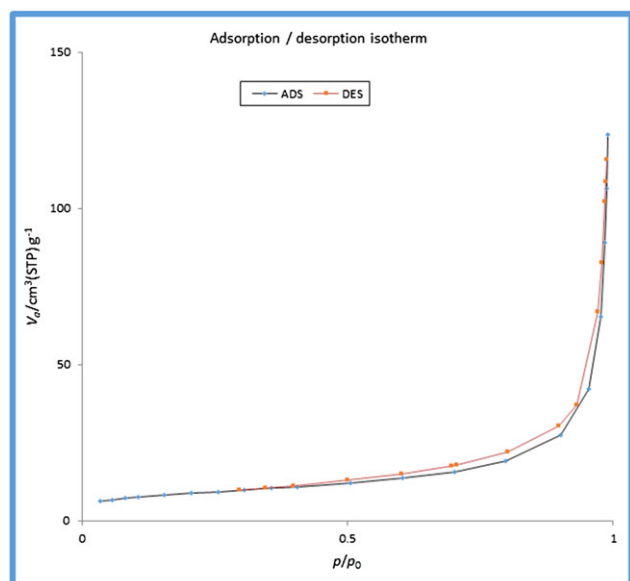 Adsorption / desorption isotherm
ADS
DES
150
100
50
0
Va/cm³(STP) g⁻¹
0
0.5
1
p/p₀